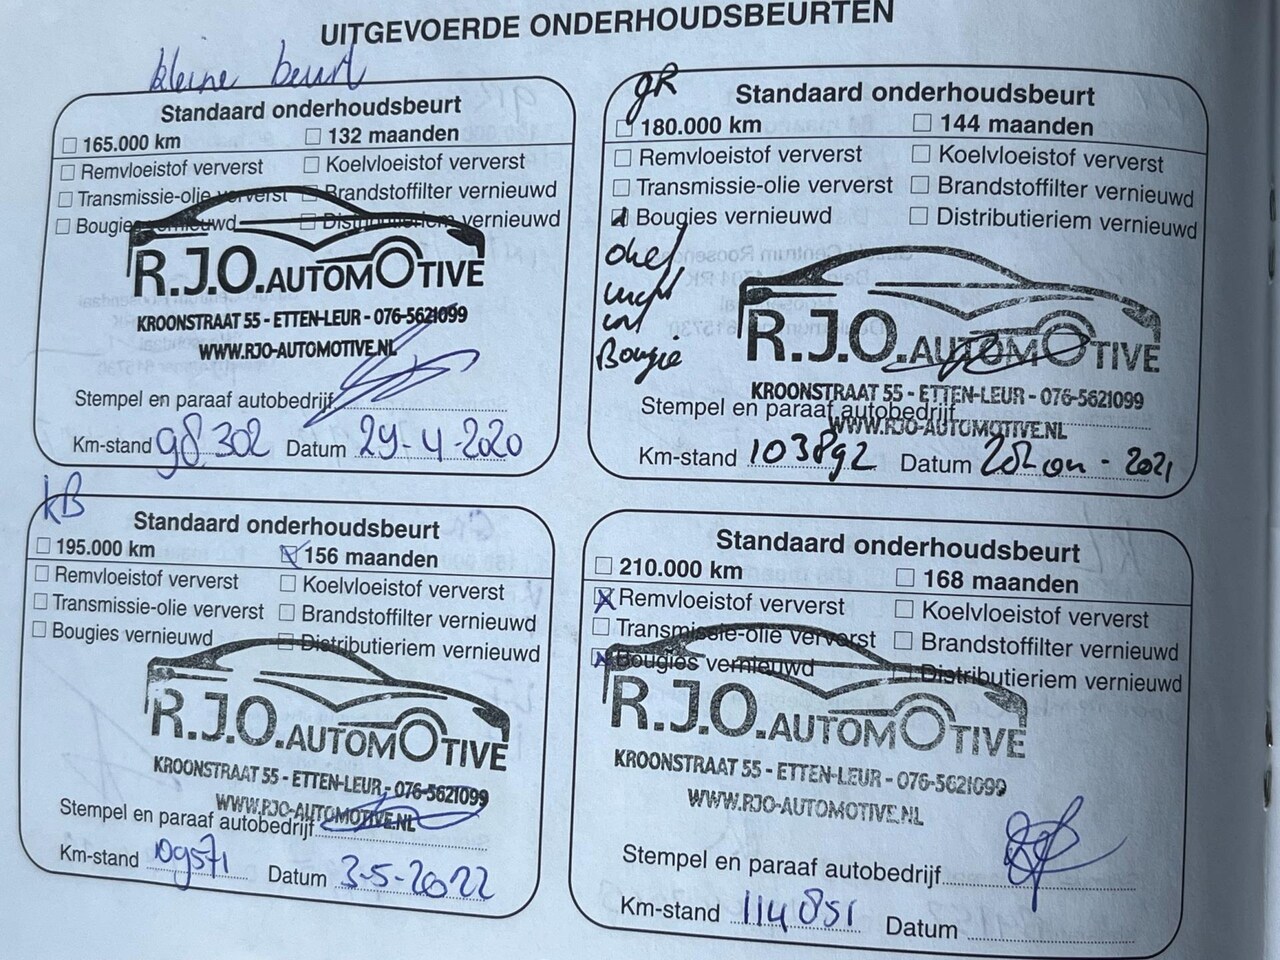 UITGEVOERDE ONDERHOUDSBEURTEN
kleine beurt
Standaard onderhoudsbeurt
165.000 km 132 maanden
Remvloeistof ververst Koelvloeistof ververst
Transmissie-olie ververst Brandstoffilter vernieuwd
Bougies vernieuwd Distributieriem vernieuwd
R.J.O. AUTOMOTIVE
KROONSTRAAT 55 - ETTEN-LEUR - 076-5621099
WWW.RJO-AUTOMOTIVE.NL
Stempel en paraaf autobedrijf
Km-stand 98.302 Datum 29-4-2020
gR
Standaard onderhoudsbeurt
180.000 km 144 maanden
Remvloeistof ververst Koelvloeistof ververst
Transmissie-olie ververst Brandstoffilter vernieuwd
Bougies vernieuwd Distributieriem vernieuwd
Bougie
R.J.O. AUTOMOTIVE
KROONSTRAAT 55 - ETTEN-LEUR - 076-5621099
Stempel en paraaf autobedrijf
WWW.RJO-AUTOMOTIVE.NL
Km-stand 103892 Datum - 2021
kB
Standaard onderhoudsbeurt
195.000 km 156 maanden
Remvloeistof ververst Koelvloeistof ververst
Transmissie-olie ververst Brandstoffilter vernieuwd
Bougies vernieuwd Distributieriem vernieuwd
R.J.O. AUTOMOTIVE
KROONSTRAAT 55 - ETTEN-LEUR - 076-5621099
WWW.RJO-AUTOMOTIVE.NL
Stempel en paraaf autobedrijf
Km-stand 109571 Datum 3-5-2022
Standaard onderhoudsbeurt
210.000 km 168 maanden
Remvloeistof ververst Koelvloeistof ververst
Transmissie-olie ververst Brandstoffilter vernieuwd
Bougies vernieuwd Distributieriem vernieuwd
R.J.O. AUTOMOTIVE
KROONSTRAAT 55 - ETTEN-LEUR - 076-5621099
WWW.RJO-AUTOMOTIVE.NL
Stempel en paraaf autobedrijf
Km-stand 114851 Datum